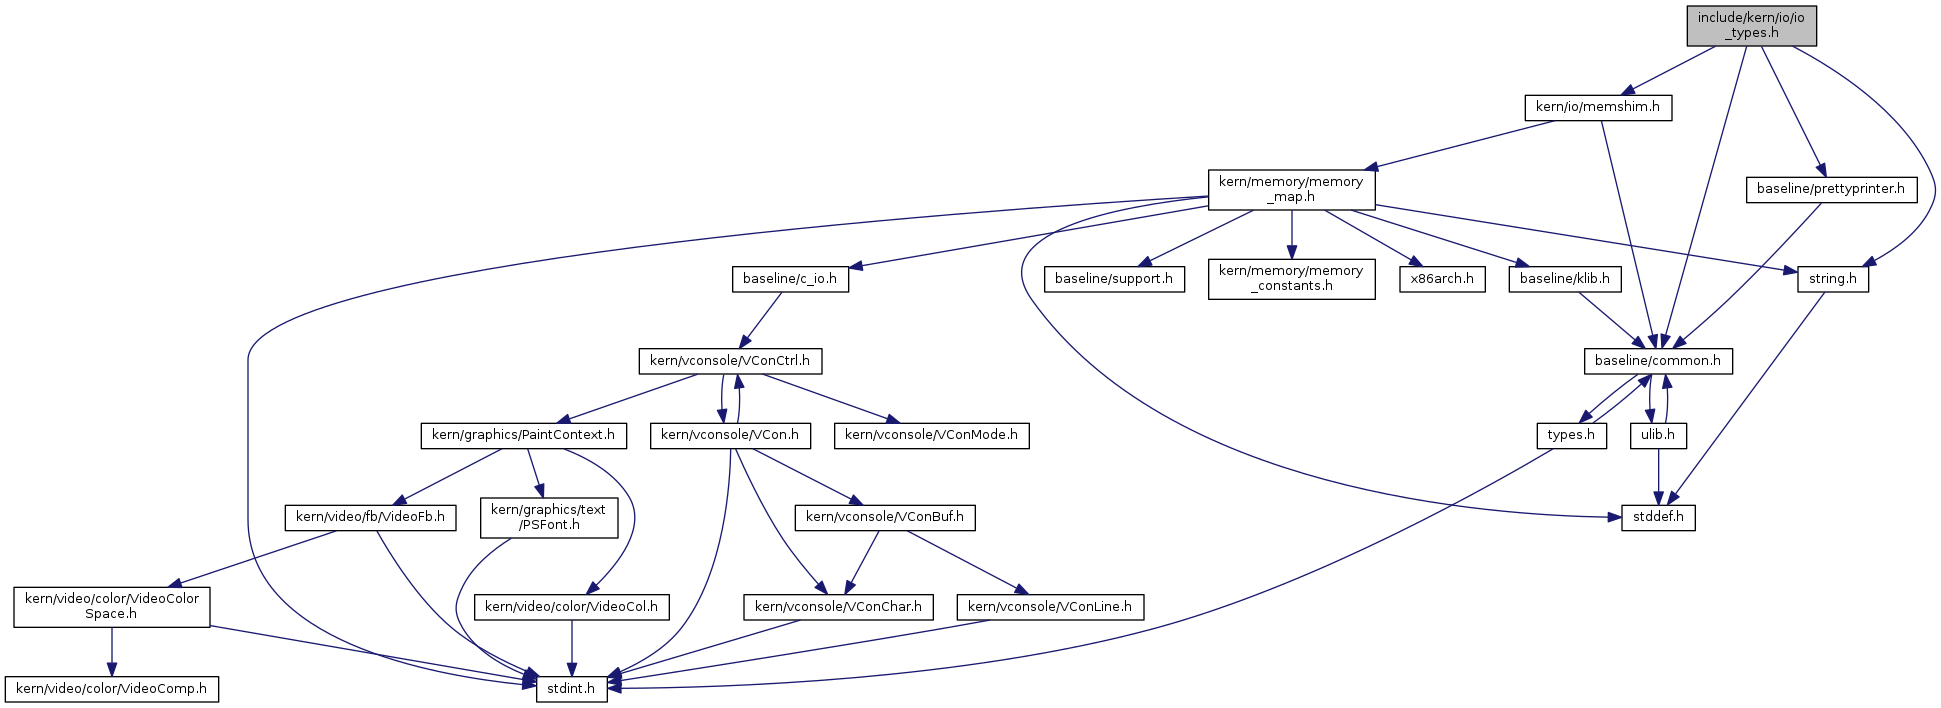 include/kern/io/io
_types.h
kern/io/memshim.h
kern/memory/memory
_map.h
baseline/prettyprinter.h
baseline/c_io.h
baseline/support.h
kern/memory/memory
_constants.h
x86arch.h
baseline/klib.h
string.h
kern/vconsole/VConCtrl.h
baseline/common.h
kern/graphics/PaintContext.h
kern/vconsole/VCon.h
kern/vconsole/VConMode.h
types.h
ulib.h
kern/video/fb/VideoFb.h
kern/graphics/text
/PSFont.h
kern/vconsole/VConBuf.h
stddef.h
kern/video/color/VideoColor
Space.h
kern/video/color/VideoCol.h
kern/vconsole/VConChar.h
kern/vconsole/VConLine.h
kern/video/color/VideoComp.h
stdint.h